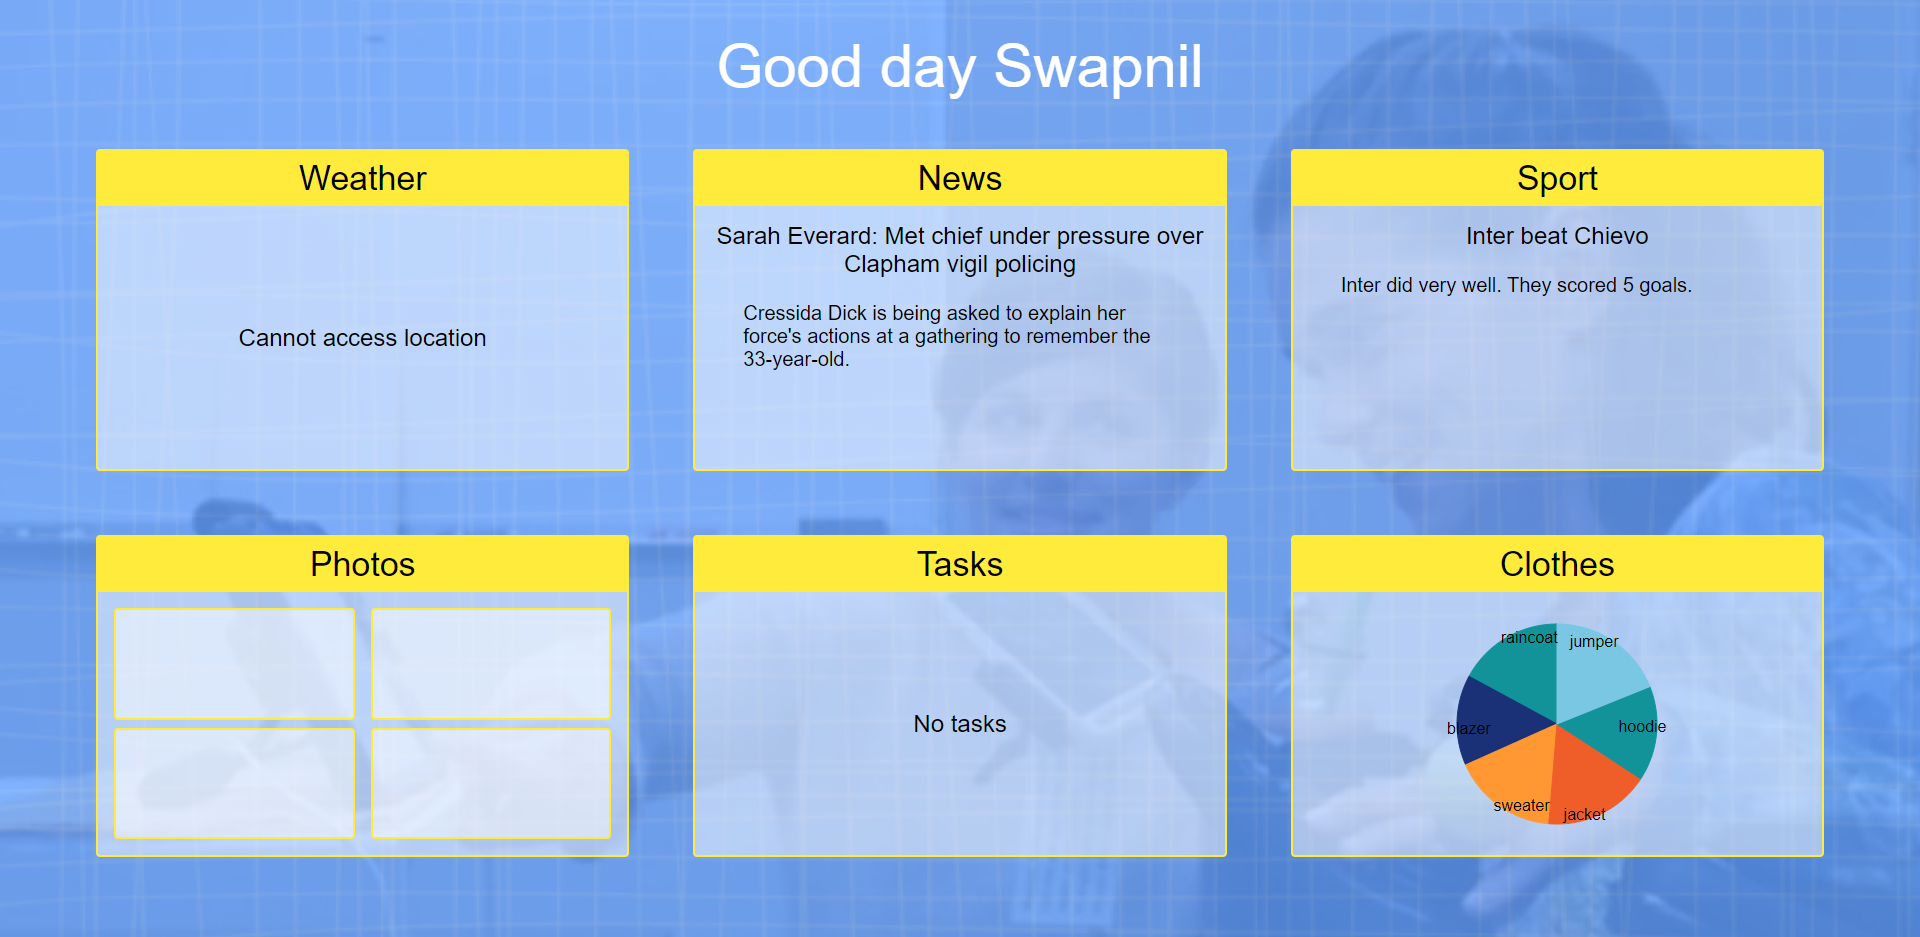 Good day Swapnil
Weather
Cannot access location
News
Sarah Everard: Met chief under pressure over
Clapham vigil policing
Cressida Dick is being asked to explain her
force's actions at a gathering to remember the
33-year-old.
Sport
Inter beat Chievo
Inter did very well. They scored 5 goals.
Photos
Tasks
No tasks
Clothes
raincoat
jumper
blazer
hoodie
sweater
jacket